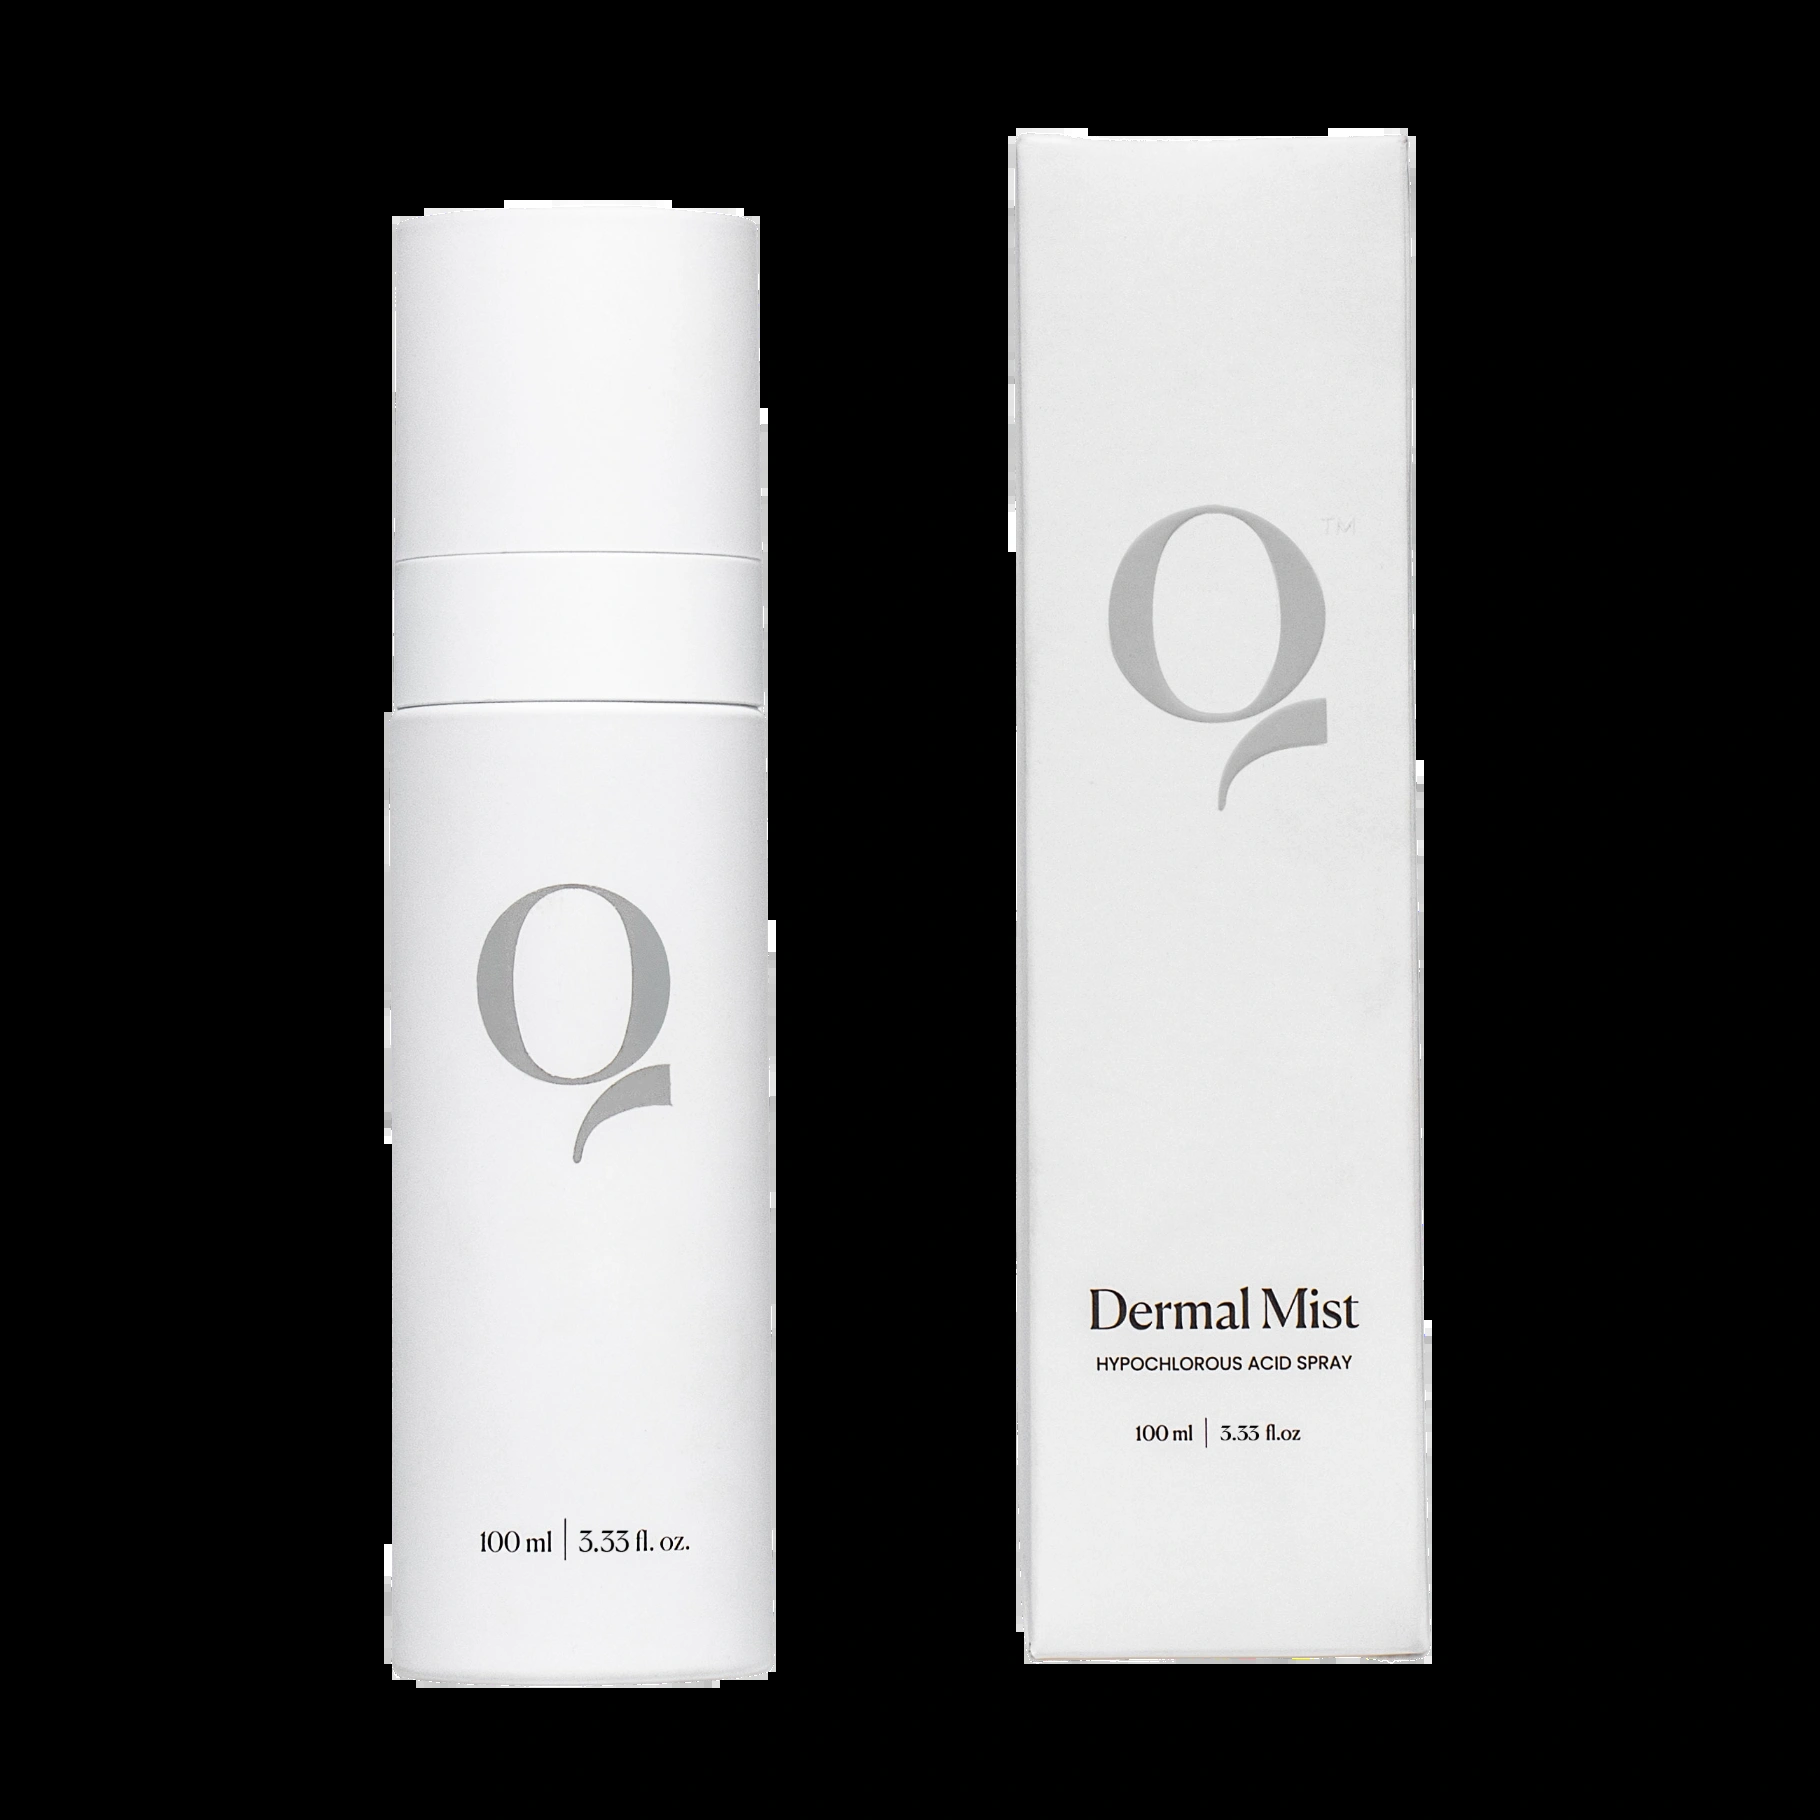 Q
100 ml | 3.33 fl. oz.
Q ™
Dermal Mist
HYPOCHLOROUS ACID SPRAY
100 ml | 3.33 fl.oz